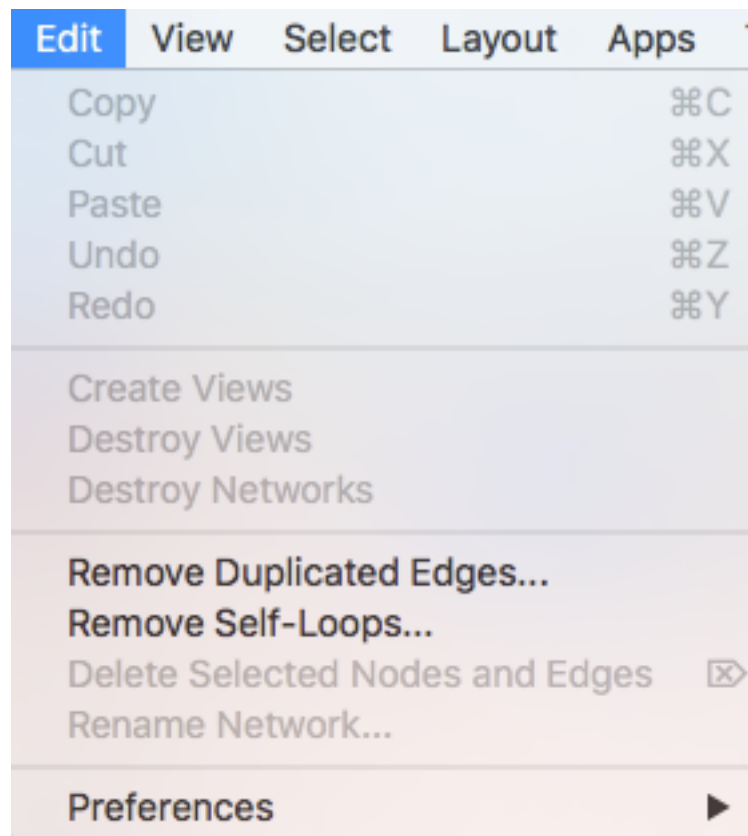 Edit View Select Layout Apps
Copy ⌘C
Cut ⌘X
Paste ⌘V
Undo ⌘Z
Redo ⌘Y
Create Views
Destroy Views
Destroy Networks
Remove Duplicated Edges...
Remove Self-Loops...
Delete Selected Nodes and Edges ⌦
Rename Network...
Preferences ▶